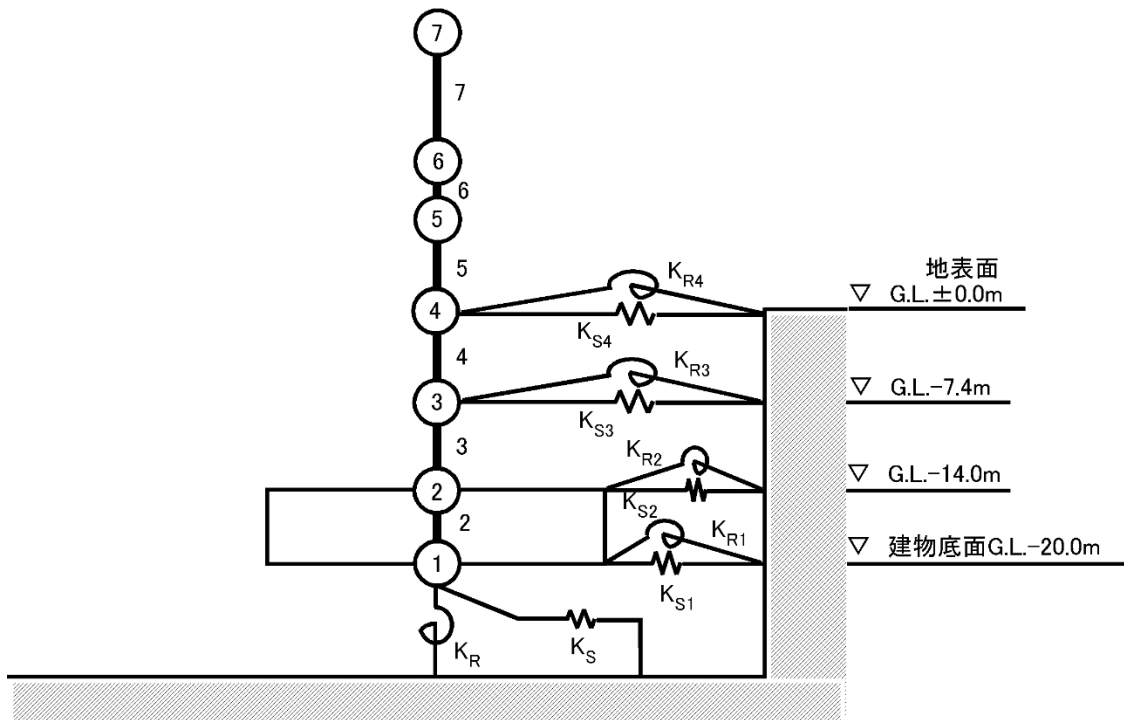 7
7
6
6
5
5
K_R4
地表面
▽ G.L.±0.0m
4
K_S4
4
K_R3
▽ G.L.-7.4m
3
K_S3
3
K_R2
▽ G.L.-14.0m
2
K_S2
2
K_R1
▽ 建物底面G.L.-20.0m
1
K_S1
K_R
K_S